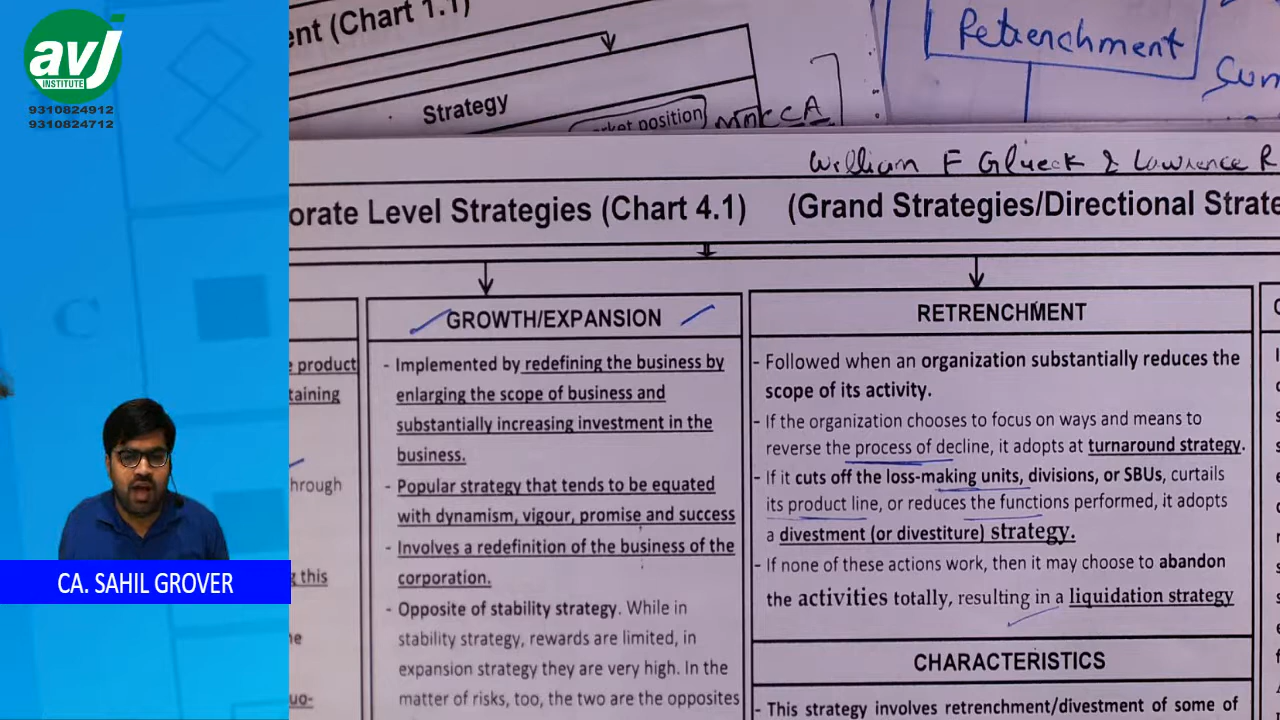 avj
INSTITUTE
9310824912
9310824712
CA. SAHIL GROVER
ent (Chart 1.1)
Strategy
rket position
Retrenchment
William F Glueck & Lawrence R
orate Level Strategies (Chart 4.1) (Grand Strategies/Directional Strate
e product
taining
hrough
g this
ne
uo-
GROWTH/EXPANSION
- Implemented by redefining the business by
enlarging the scope of business and
substantially increasing investment in the
business.
- Popular strategy that tends to be equated
with dynamism, vigour, promise and success
- Involves a redefinition of the business of the
corporation.
- Opposite of stability strategy. While in
stability strategy, rewards are limited, in
expansion strategy they are very high. In the
matter of risks, too, the two are the opposites
RETRENCHMENT
- Followed when an organization substantially reduces the
scope of its activity.
- If the organization chooses to focus on ways and means to
reverse the process of decline, it adopts at turnaround strategy.
- If it cuts off the loss-making units, divisions, or SBUs, curtails
its product line, or reduces the functions performed, it adopts
a divestment (or divestiture) strategy.
- If none of these actions work, then it may choose to abandon
the activities totally, resulting in a liquidation strategy
CHARACTERISTICS
- This strategy involves retrenchment/divestment of some of